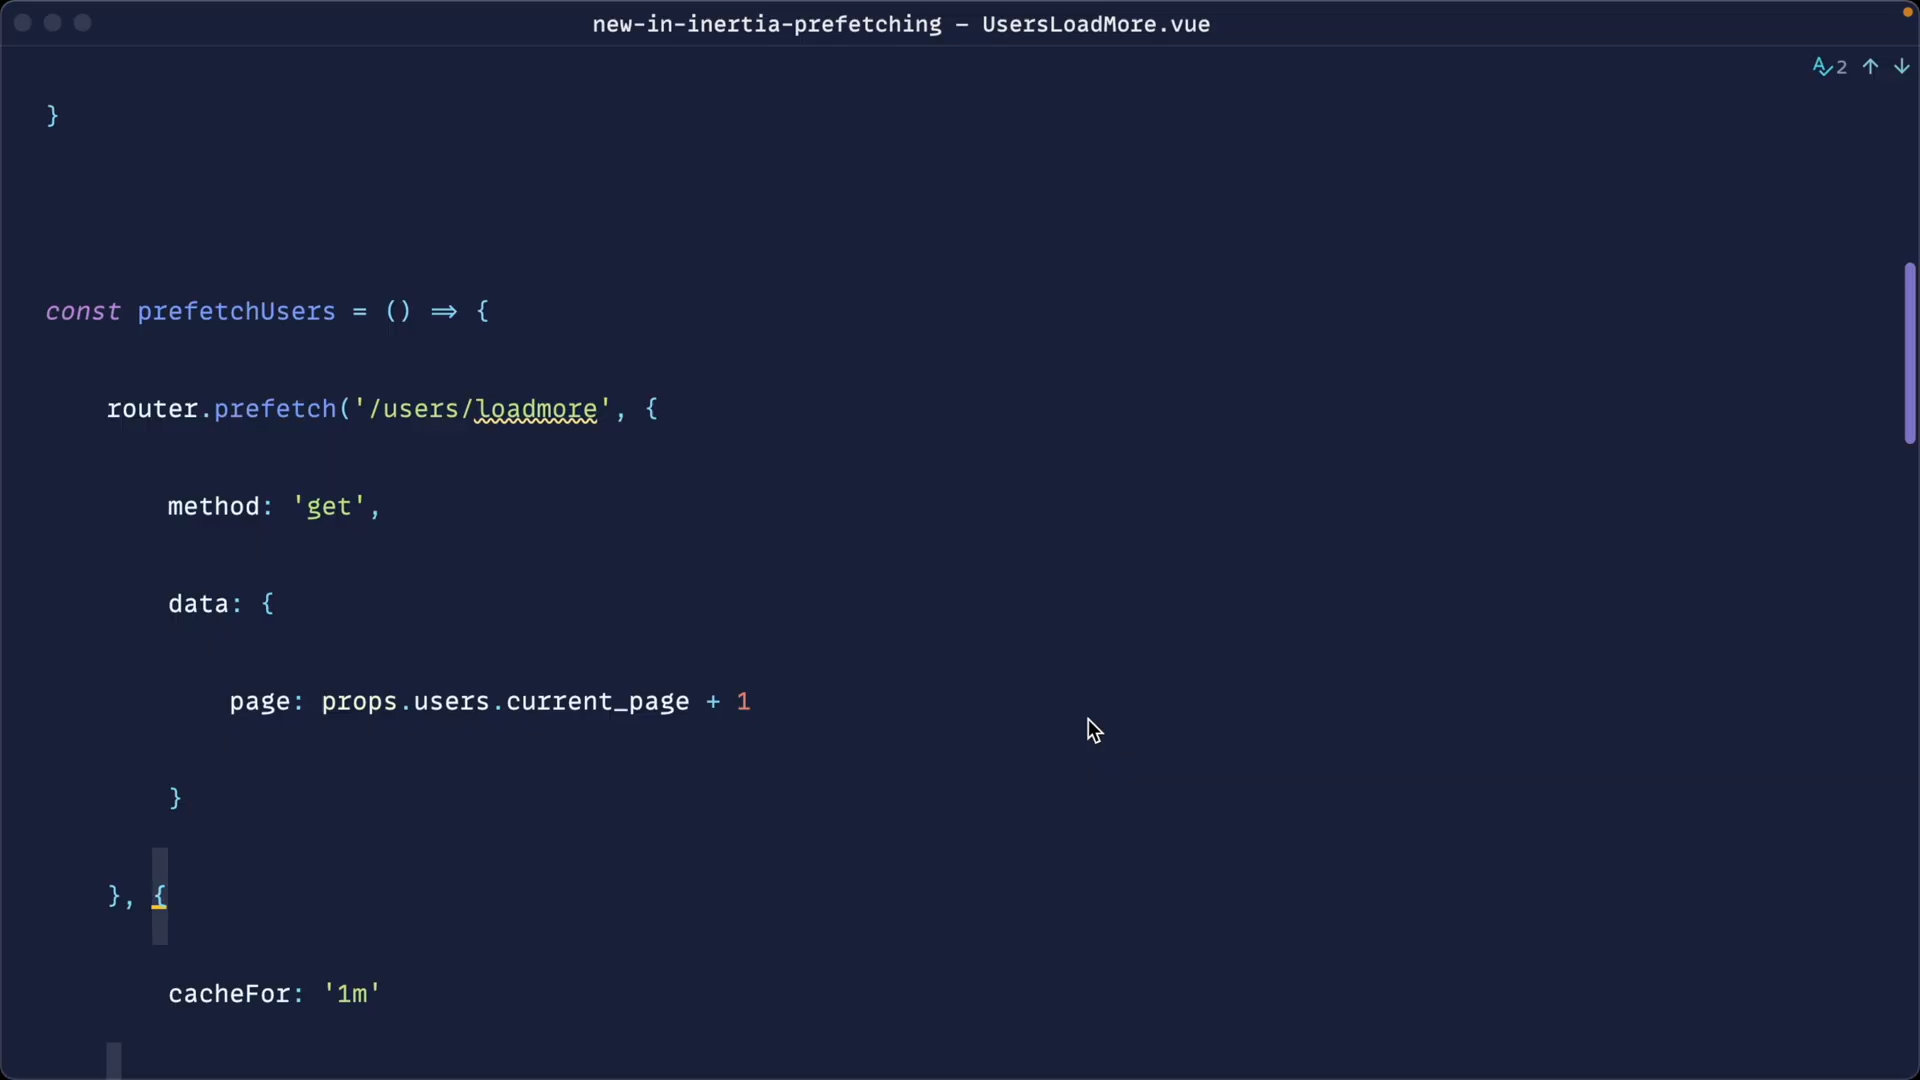 new-in-inertia-prefetching – UsersLoadMore.vue
2
}
const prefetchUsers = () => {
router.prefetch('/users/loadmore', {
method: 'get',
data: {
page: props.users.current_page + 1
}
}, {
cacheFor: '1m'